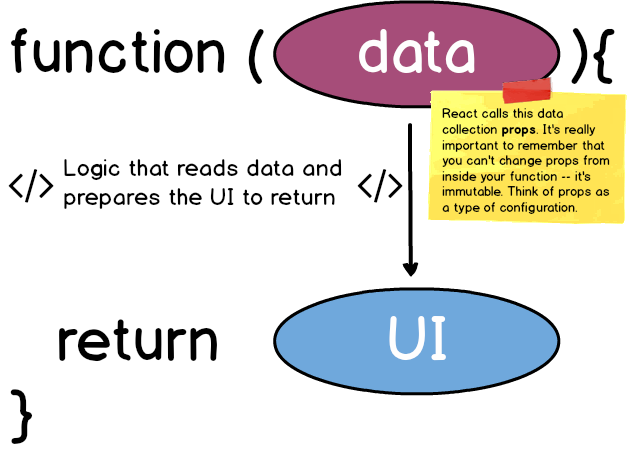 function ( data ){
React calls this data
collection props. It's really
important to remember that
you can't change props from
inside your function -- it's
immutable. Think of props as
a type of configuration.
</> Logic that reads data and </>
prepares the UI to return
return UI
}